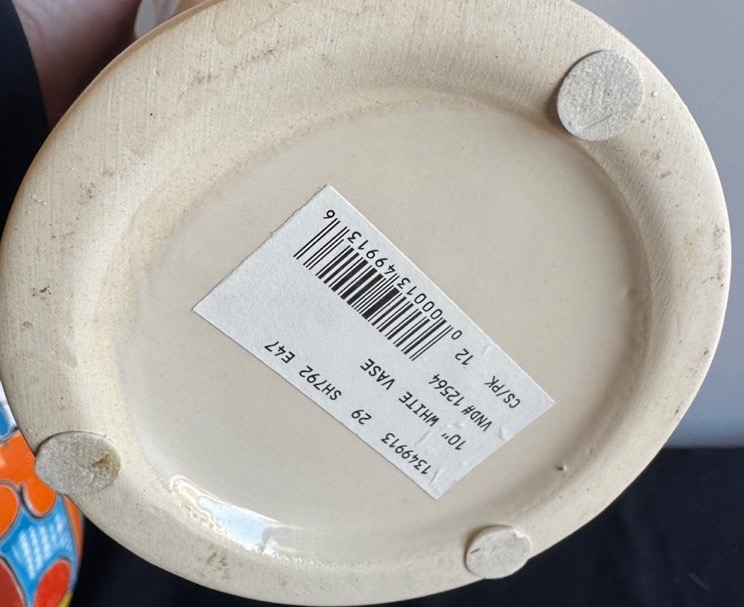 1349913 29 SH792 E47
10" WHITE VASE
VND# 12564
CS/PK 12
0 00013 49913 6